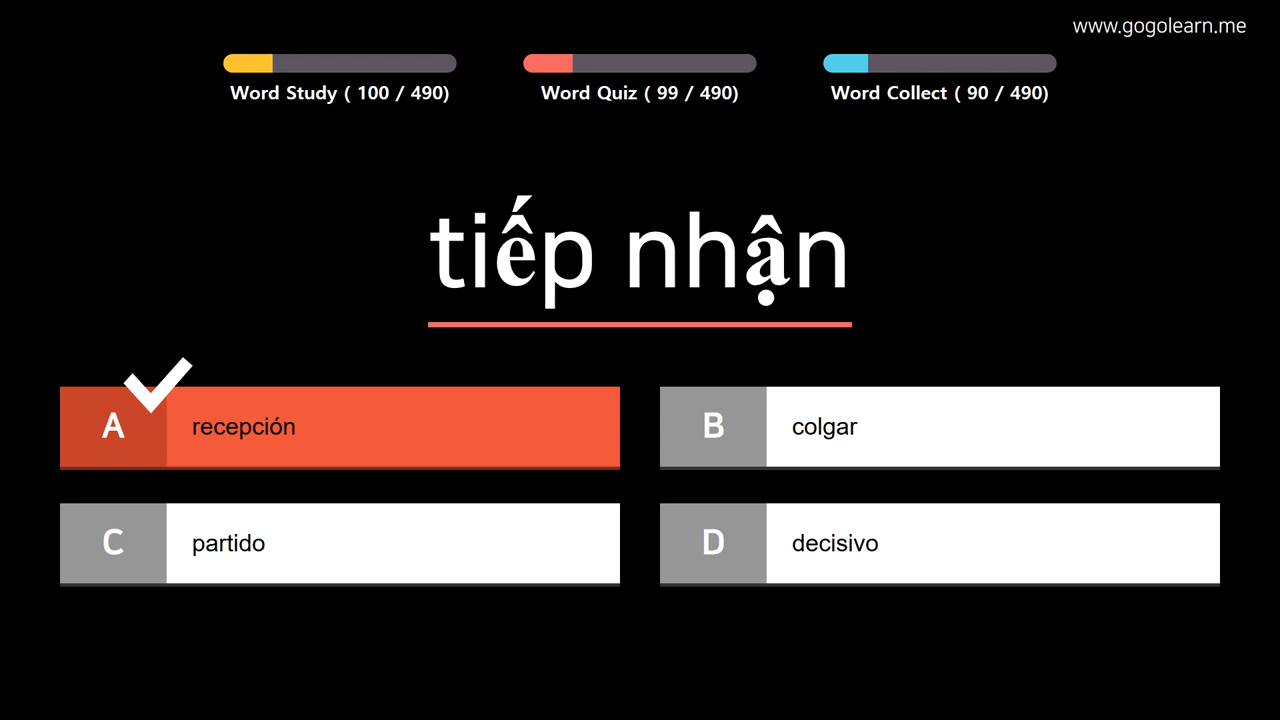 www.gogolearn.me
Word Study ( 100 / 490)
Word Quiz ( 99 / 490)
Word Collect ( 90 / 490)
tiếp nhận
A recepción
B colgar
C partido
D decisivo